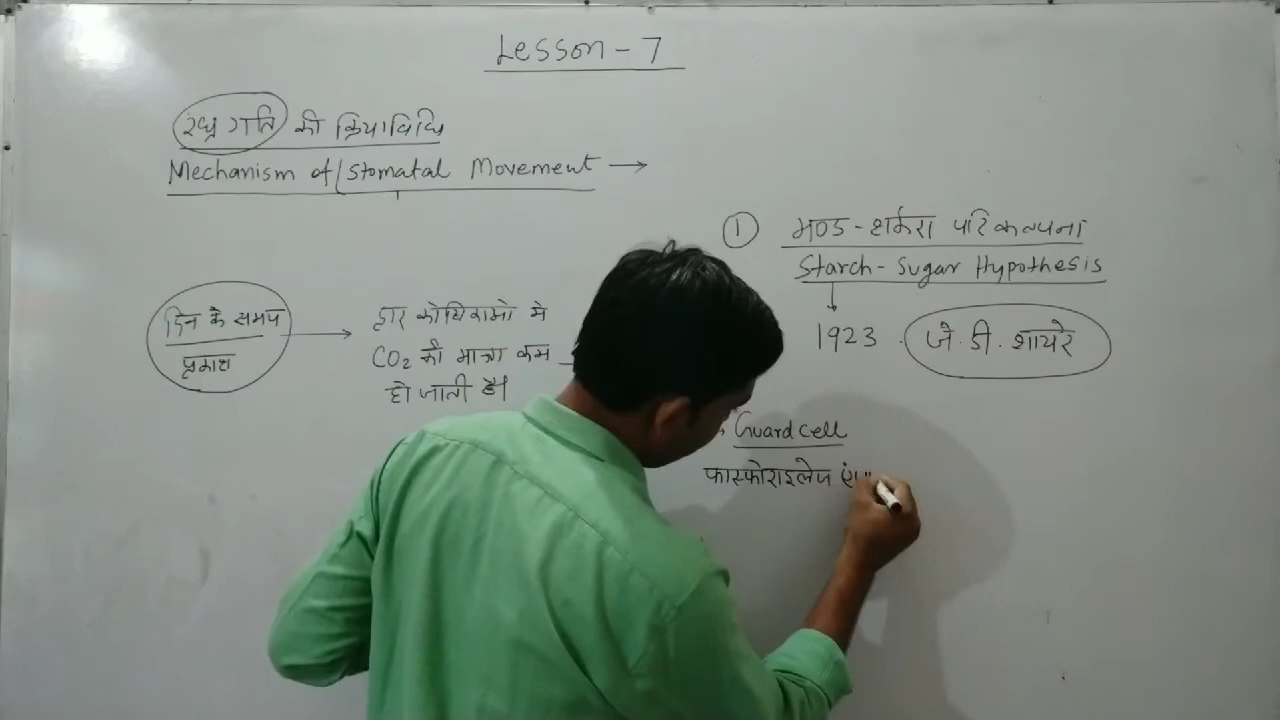 Lesson - 7
रन्ध्र गति की क्रियाविधि
Mechanism of Stomatal Movement →
① मण्ड - शर्करा परिकल्पना
Starch - Sugar Hypothesis
1923 जे. डी. शायरे
दिन के समय
प्रकाश
→ द्वार कोशिकाओ मे
CO2 की मात्रा कम
हो जाती है।
Guard cell
फास्फोराइलेज